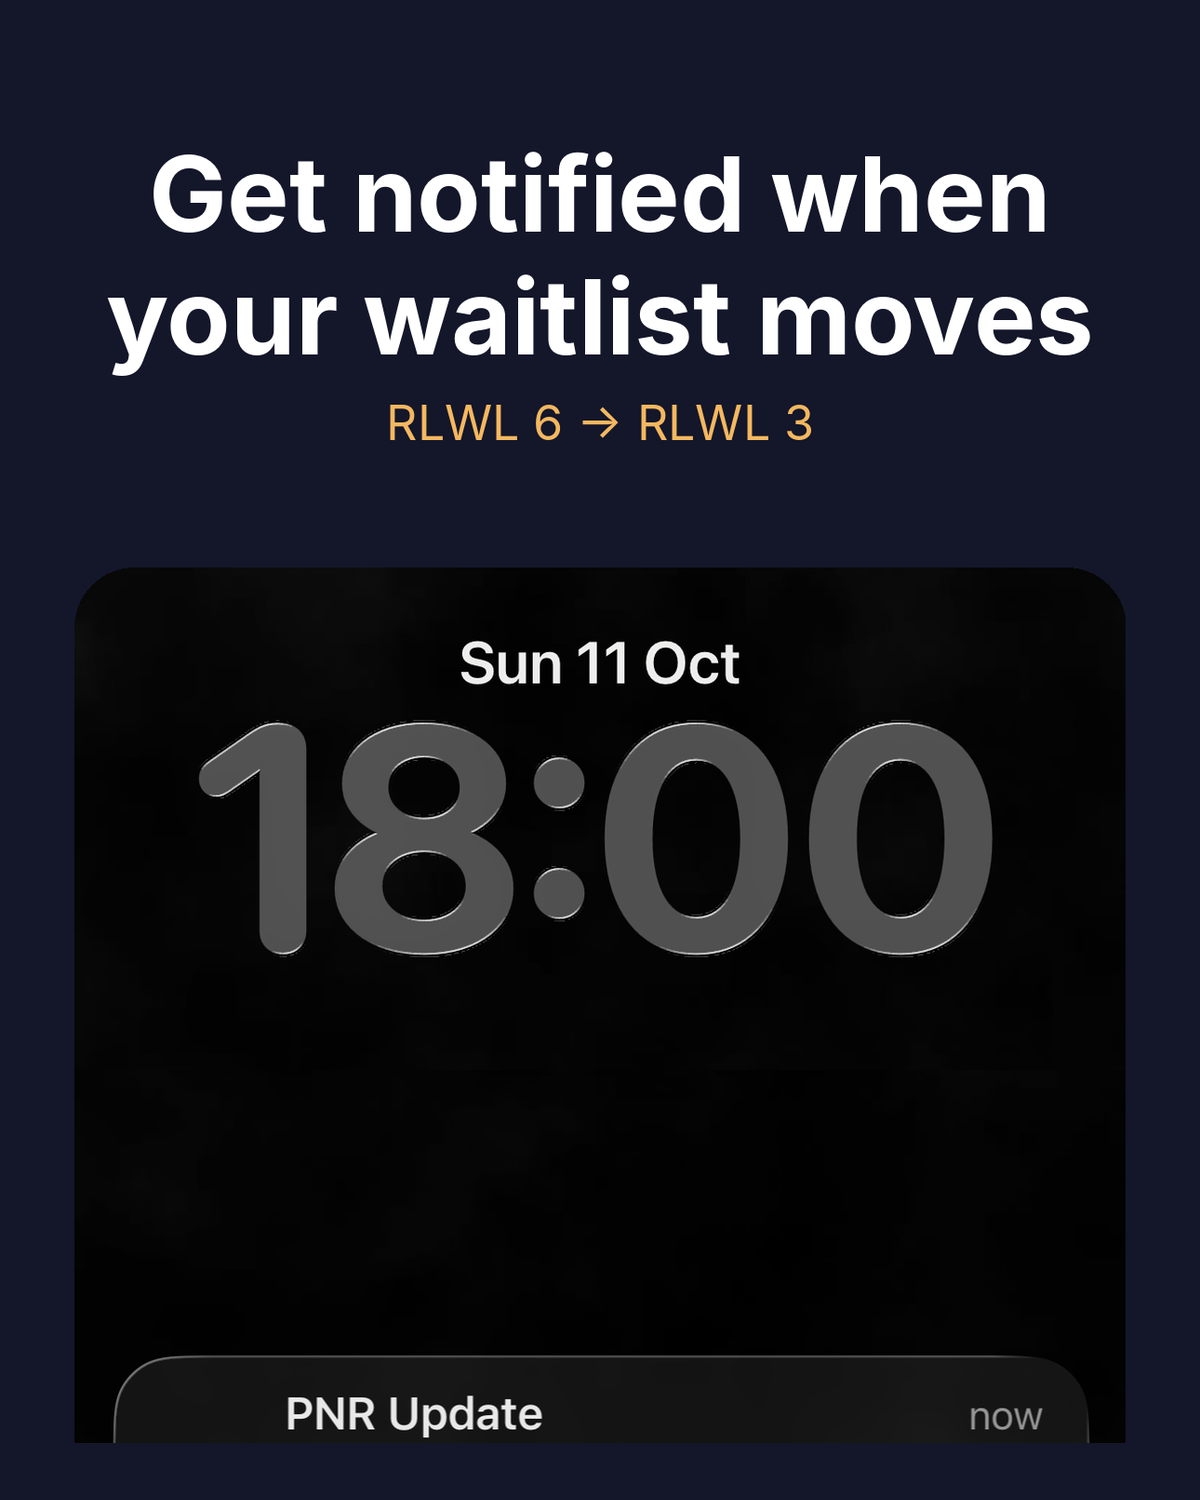 Get notified when
your waitlist moves
RLWL 6 → RLWL 3
Sun 11 Oct
18:00
PNR Update now